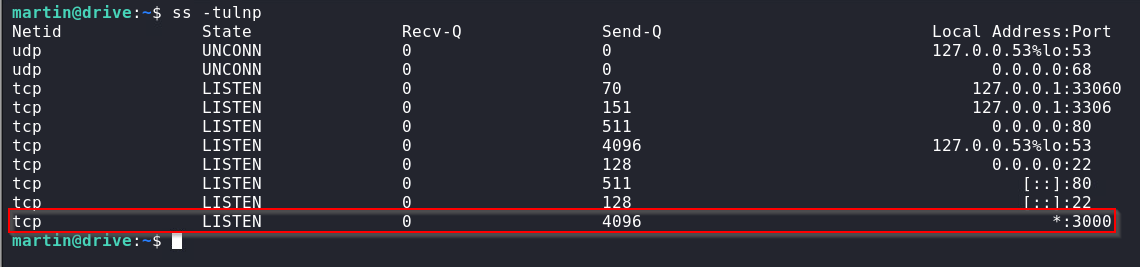 martin@drive:~$ ss -tulnp
Netid State Recv-Q Send-Q Local Address:Port
udp UNCONN 0 0 127.0.0.53%lo:53
udp UNCONN 0 0 0.0.0.0:68
tcp LISTEN 0 70 127.0.0.1:33060
tcp LISTEN 0 151 127.0.0.1:3306
tcp LISTEN 0 511 0.0.0.0:80
tcp LISTEN 0 4096 127.0.0.53%lo:53
tcp LISTEN 0 128 0.0.0.0:22
tcp LISTEN 0 511 [::]:80
tcp LISTEN 0 128 [::]:22
tcp LISTEN 0 4096 *:3000
martin@drive:~$